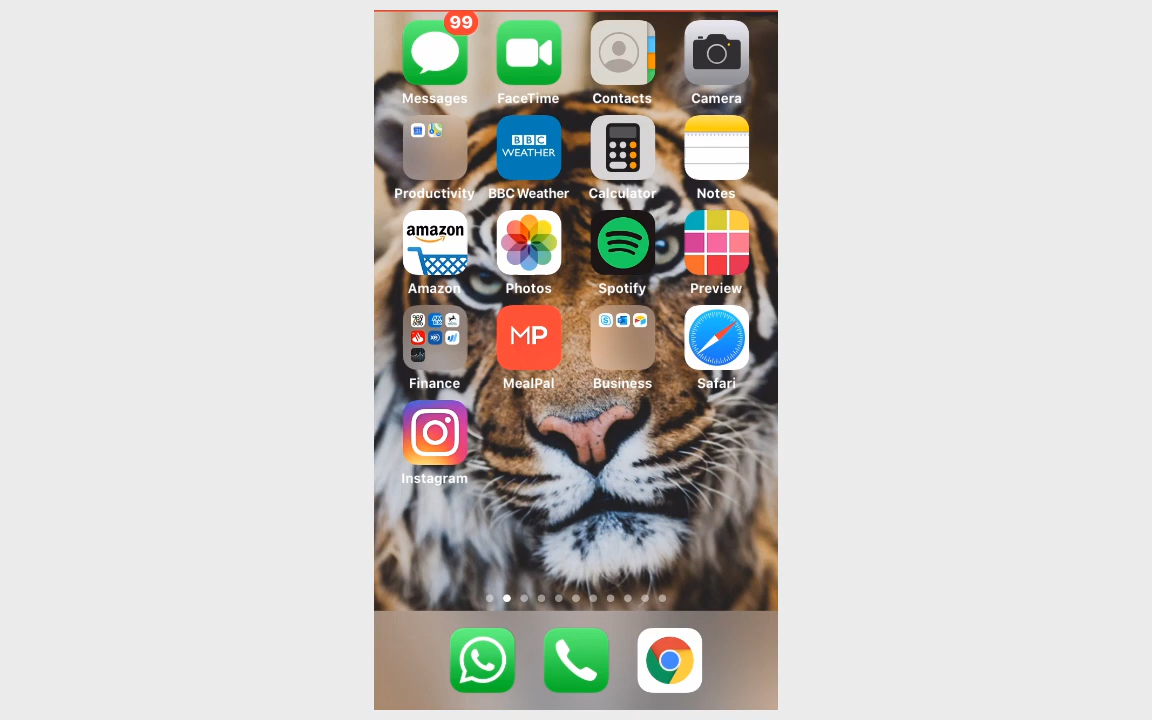 99
Messages
FaceTime
Contacts
Camera
BBC
WEATHER
Productivity
BBC Weather
Calculator
Notes
amazon
Amazon
Photos
Spotify
Preview
MP
Finance
MealPal
Business
Safari
Instagram